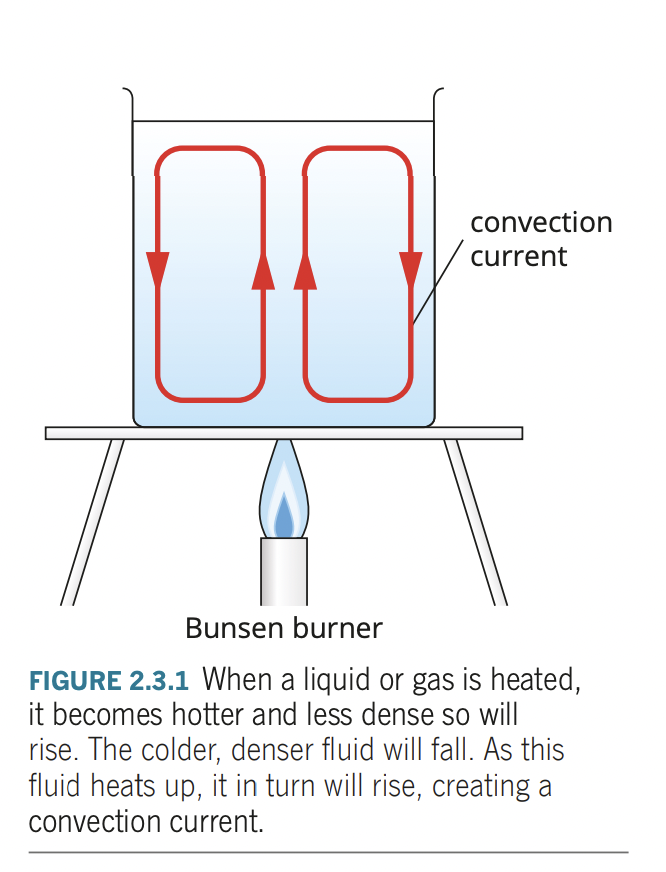 convection
current
Bunsen burner
FIGURE 2.3.1 When a liquid or gas is heated,
it becomes hotter and less dense so will
rise. The colder, denser fluid will fall. As this
fluid heats up, it in turn will rise, creating a
convection current.